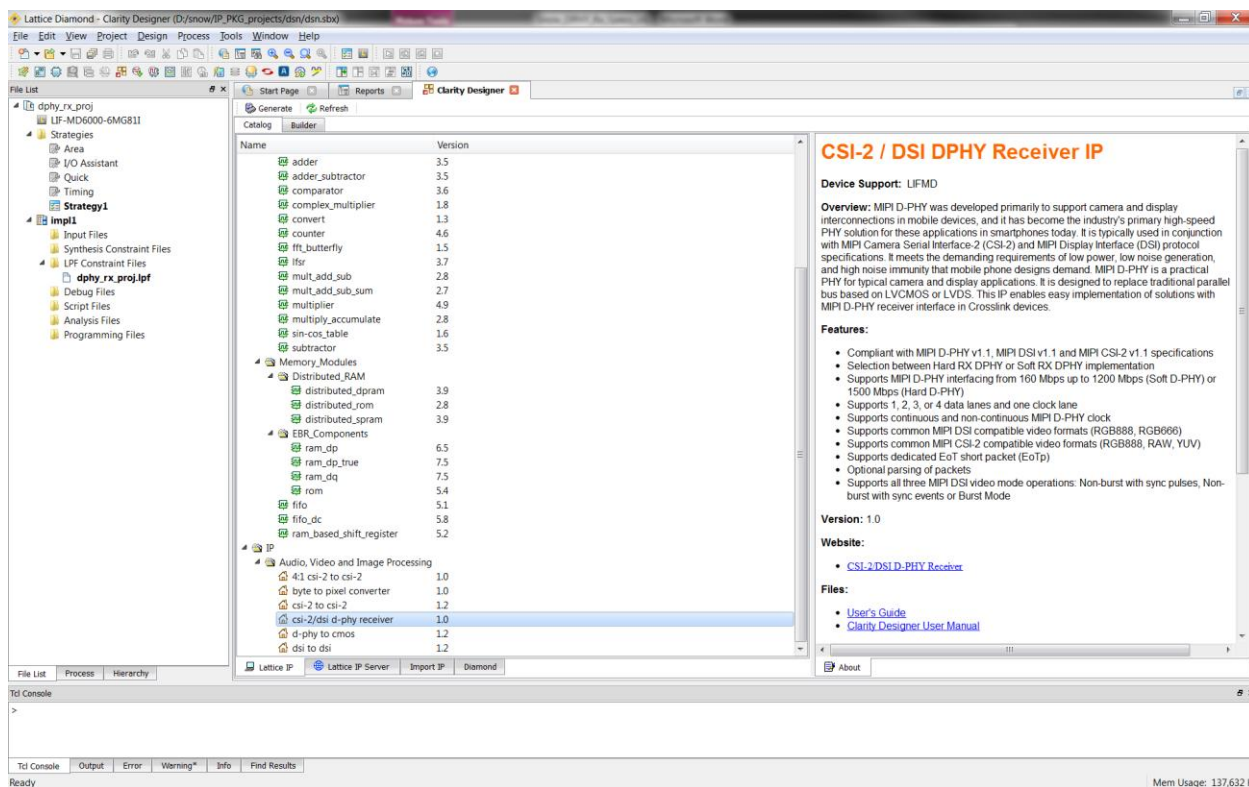 Lattice Diamond - Clarity Designer (D:/snow/IP_PKG_projects/dsn/dsn.sbx)
File Edit View Project Design Process Tools Window Help
File List
Start Page Reports Clarity Designer
dphy_rx_proj
LIF-MD6000-6MG81I
Strategies
Area
I/O Assistant
Quick
Timing
Strategy1
impl1
Input Files
Synthesis Constraint Files
LPF Constraint Files
dphy_rx_proj.lpf
Debug Files
Script Files
Analysis Files
Programming Files
File List Process Hierarchy
Generate Refresh
Catalog Builder
Name Version
adder 3.5
adder_subtractor 3.5
comparator 3.6
complex_multiplier 1.8
convert 1.3
counter 4.6
fft_butterfly 1.5
lfsr 3.7
mult_add_sub 2.8
mult_add_sub_sum 2.7
multiplier 4.9
multiply_accumulate 2.8
sin-cos_table 1.6
subtractor 3.5
Memory_Modules
Distributed_RAM
distributed_dpram 3.9
distributed_rom 2.8
distributed_spram 3.9
EBR_Components
ram_dp 6.5
ram_dp_true 7.5
ram_dq 7.5
rom 5.4
fifo 5.1
fifo_dc 5.8
ram_based_shift_register 5.2
IP
Audio, Video and Image Processing
4:1 csi-2 to csi-2 1.0
byte to pixel converter 1.0
csi-2 to csi-2 1.2
csi-2/dsi d-phy receiver 1.0
d-phy to cmos 1.2
dsi to dsi 1.2
Lattice IP Lattice IP Server Import IP Diamond
CSI-2 / DSI DPHY Receiver IP
Device Support: LIFMD
Overview: MIPI D-PHY was developed primarily to support camera and display
interconnections in mobile devices, and it has become the industry's primary high-speed
PHY solution for these applications in smartphones today. It is typically used in conjunction
with MIPI Camera Serial Interface-2 (CSI-2) and MIPI Display Interface (DSI) protocol
specifications. It meets the demanding requirements of low power, low noise generation,
and high noise immunity that mobile phone designs demand. MIPI D-PHY is a practical
PHY for typical camera and display applications. It is designed to replace traditional parallel
bus based on LVCMOS or LVDS. This IP enables easy implementation of solutions with
MIPI D-PHY receiver interface in Crosslink devices.
Features:
• Compliant with MIPI D-PHY v1.1, MIPI DSI v1.1 and MIPI CSI-2 v1.1 specifications
• Selection between Hard RX DPHY or Soft RX DPHY implementation
• Supports MIPI D-PHY interfacing from 160 Mbps up to 1200 Mbps (Soft D-PHY) or
1500 Mbps (Hard D-PHY)
• Supports 1, 2, 3, or 4 data lanes and one clock lane
• Supports continuous and non-continuous MIPI D-PHY clock
• Supports common MIPI DSI compatible video formats (RGB888, RGB666)
• Supports common MIPI CSI-2 compatible video formats (RGB888, RAW, YUV)
• Supports dedicated EoT short packet (EoTp)
• Optional parsing of packets
• Supports all three MIPI DSI video mode operations: Non-burst with sync pulses, Non-
burst with sync events or Burst Mode
Version: 1.0
Website:
• CSI-2/DSI D-PHY Receiver
Files:
• User's Guide
• Clarity Designer User Manual
About
Tcl Console
>
Tcl Console Output Error Warning* Info Find Results
Ready
Mem Usage: 137,632